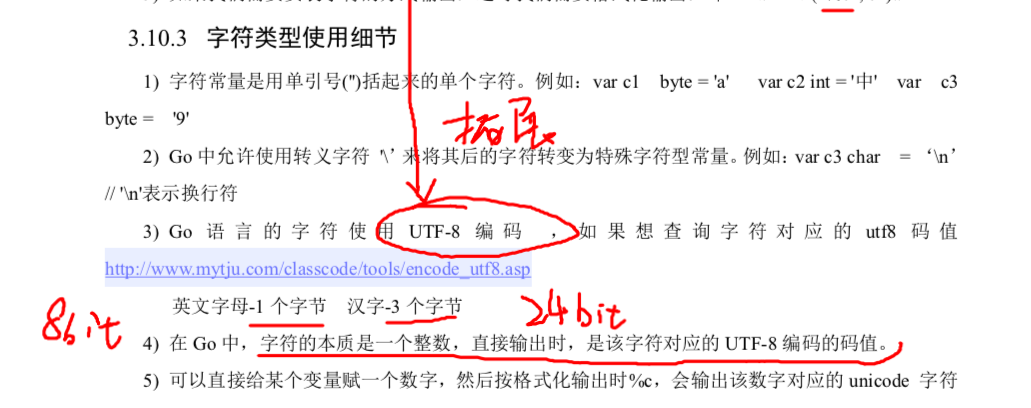 3.10.3 字符类型使用细节
1) 字符常量是用单引号('')括起来的单个字符。例如：var c1 byte = 'a' var c2 int = '中' var c3
byte = '9'
拓展
2) Go 中允许使用转义字符 '\’来将其后的字符转变为特殊字符型常量。例如：var c3 char = ‘\n’
// '\n'表示换行符
3) Go 语言的字符使用 UTF-8 编码 ，如果想查询字符对应的 utf8 码值
http://www.mytju.com/classcode/tools/encode_utf8.asp
英文字母-1 个字节 汉字-3 个字节
8bit 24bit
4) 在 Go 中，字符的本质是一个整数，直接输出时，是该字符对应的 UTF-8 编码的码值。
5) 可以直接给某个变量赋一个数字，然后按格式化输出时%c，会输出该数字对应的 unicode 字符